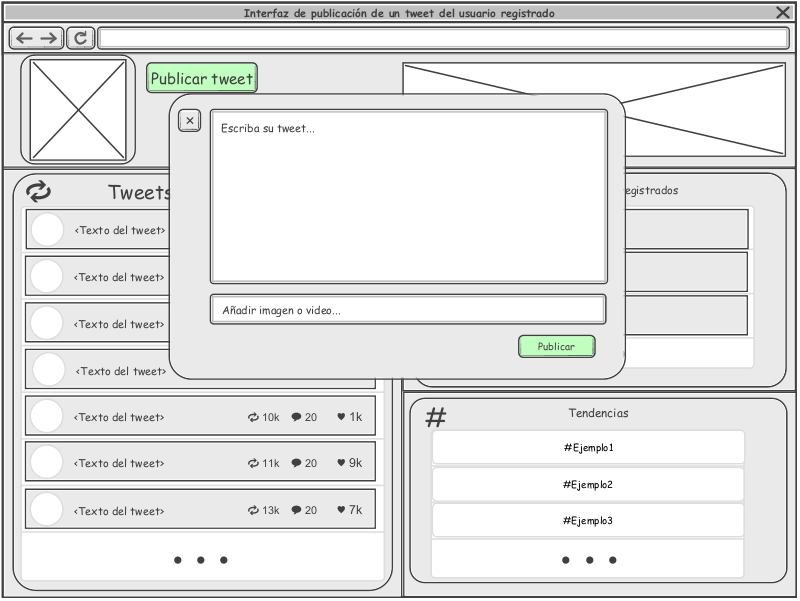 Interfaz de publicación de un tweet del usuario registrado
Publicar tweet
Escriba su tweet...
Añadir imagen o video...
Publicar
Tweets
<Texto del tweet>
<Texto del tweet>
<Texto del tweet>
<Texto del tweet>
<Texto del tweet> 10k 20 1k
<Texto del tweet> 11k 20 9k
<Texto del tweet> 13k 20 7k
registrados
# Tendencias
#Ejemplo1
#Ejemplo2
#Ejemplo3